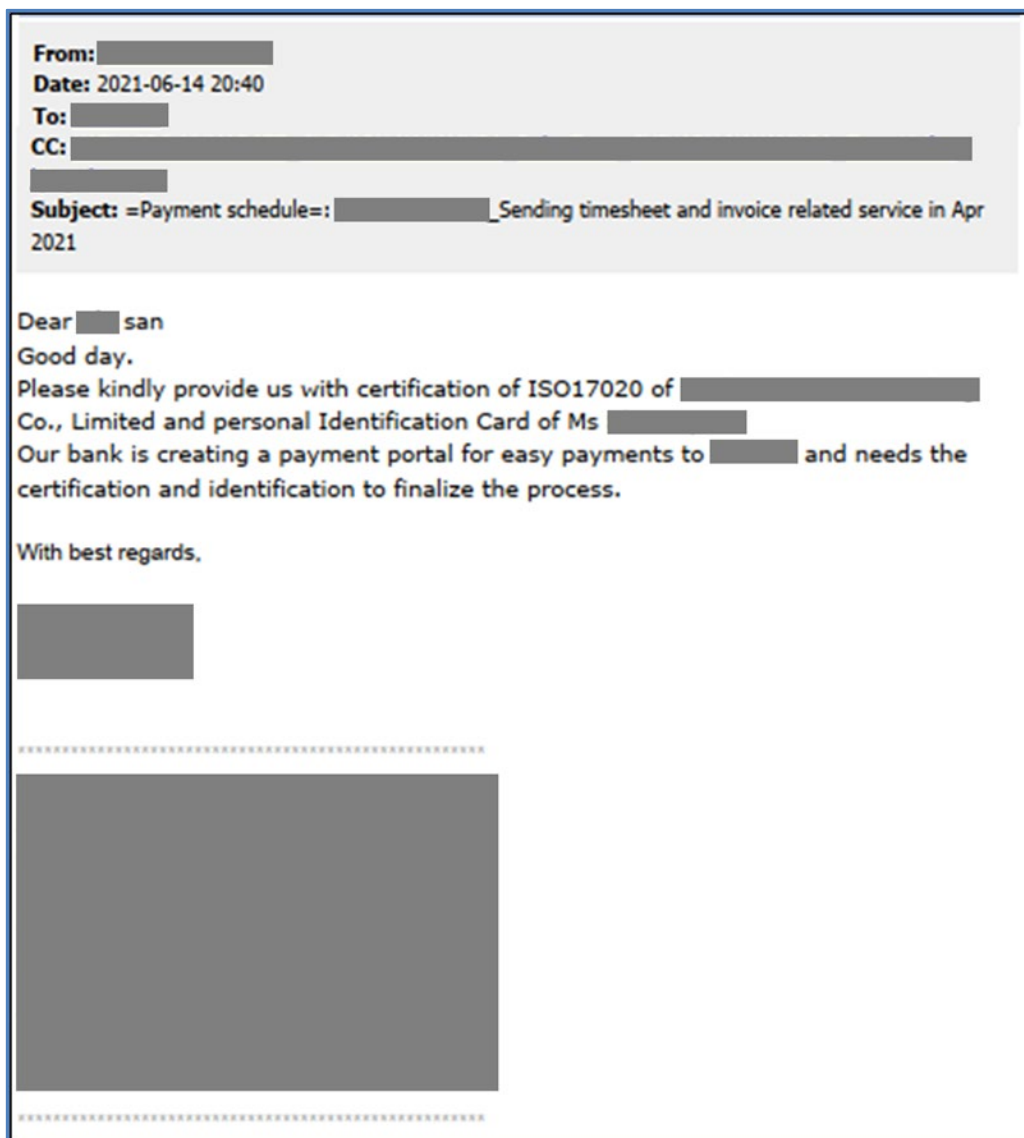 From:
Date: 2021-06-14 20:40
To:
CC:
Subject: =Payment schedule=: _Sending timesheet and invoice related service in Apr
2021
Dear san
Good day.
Please kindly provide us with certification of ISO17020 of
Co., Limited and personal Identification Card of Ms
Our bank is creating a payment portal for easy payments to and needs the
certification and identification to finalize the process.
With best regards,